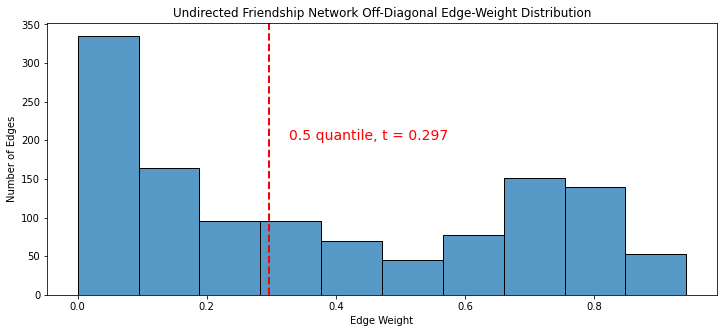 Undirected Friendship Network Off-Diagonal Edge-Weight Distribution
350
300
250
200
150
100
50
0
Number of Edges
0.5 quantile, t = 0.297
0.0 0.2 0.4 0.6 0.8
Edge Weight